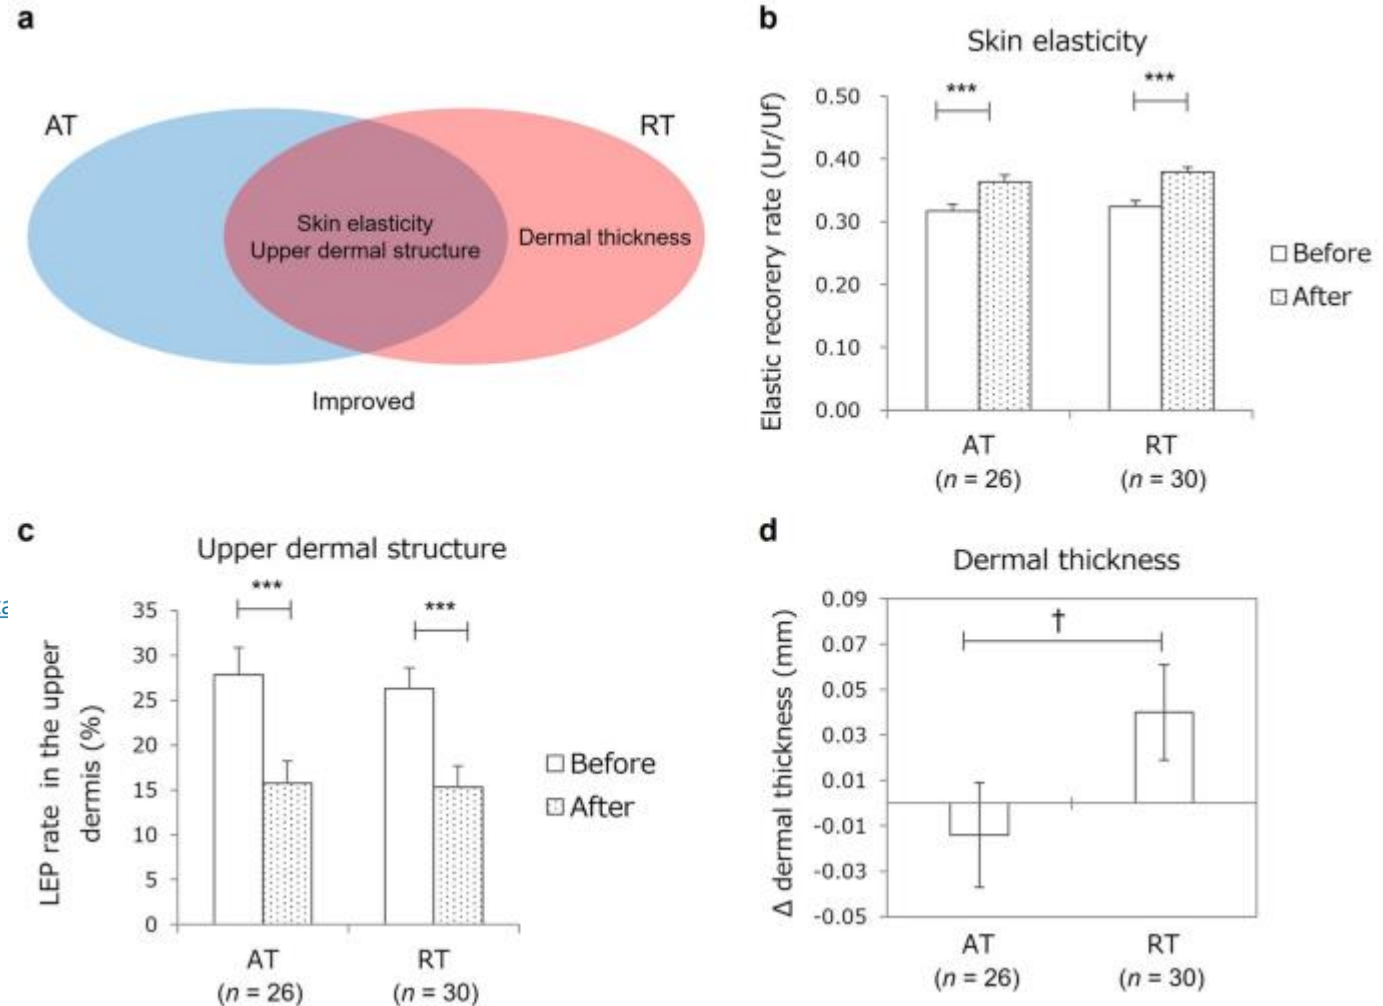 a
AT
RT
Skin elasticity
Upper dermal structure
Dermal thickness
Improved
b
Skin elasticity
Elastic recorery rate (Ur/Uf)
***
***
0.50
0.40
0.30
0.20
0.10
0.00
AT
(n = 26)
RT
(n = 30)
Before
After
c
Upper dermal structure
LEP rate in the upper
dermis (%)
***
***
35
30
25
20
15
10
5
0
AT
(n = 26)
RT
(n = 30)
Before
After
d
Dermal thickness
Δ dermal thickness (mm)
†
0.09
0.07
0.05
0.03
0.01
-0.01
-0.03
-0.05
AT
(n = 26)
RT
(n = 30)